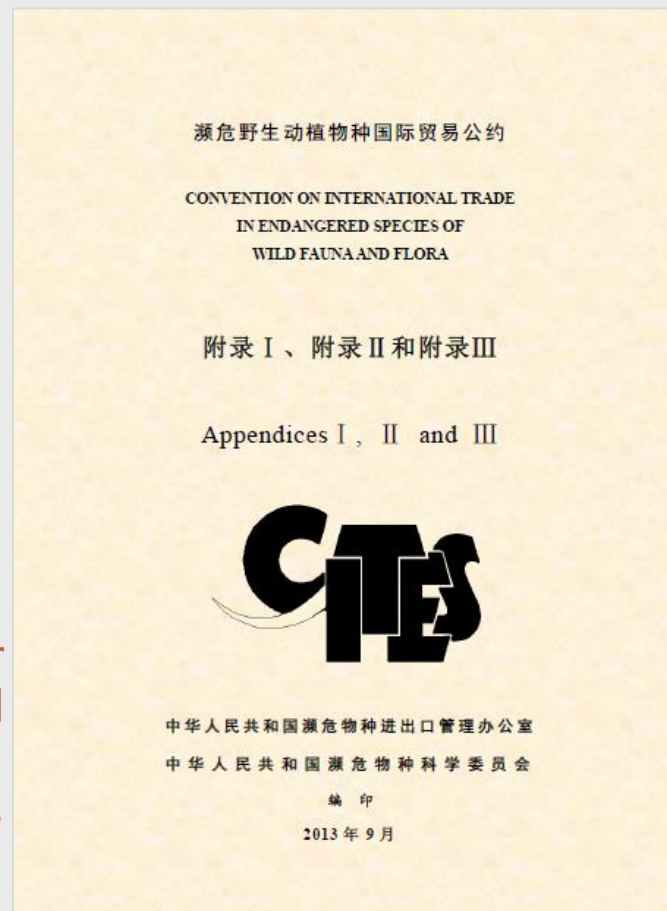 濒危野生动植物种国际贸易公约
CONVENTION ON INTERNATIONAL TRADE
IN ENDANGERED SPECIES OF
WILD FAUNA AND FLORA
附录Ⅰ、附录Ⅱ和附录Ⅲ
Appendices Ⅰ, Ⅱ and Ⅲ
CITES
中华人民共和国濒危物种进出口管理办公室
中华人民共和国濒危物种科学委员会
编 印
2013 年 9 月